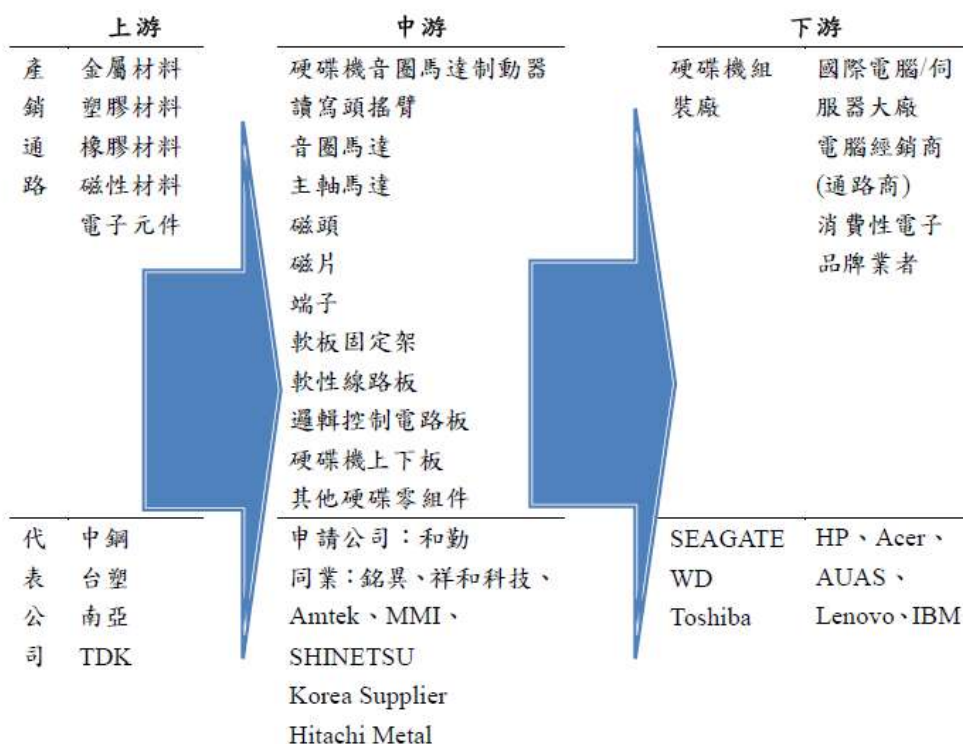 上游
中游
下游
產銷通路
金屬材料
塑膠材料
橡膠材料
磁性材料
電子元件
硬碟機音圈馬達制動器
讀寫頭搖臂
音圈馬達
主軸馬達
磁頭
磁片
端子
軟板固定架
軟性線路板
邏輯控制電路板
硬碟機上下板
其他硬碟零組件
硬碟機組
裝廠
國際電腦/伺
服器大廠
電腦經銷商
(通路商)
消費性電子
品牌業者
代表公司
中鋼
台塑
南亞
TDK
申請公司：和勤
同業：銘異、祥和科技、
Amtek、MMI、
SHINETSU
Korea Supplier
Hitachi Metal
SEAGATE
WD
Toshiba
HP、Acer、
AUAS、
Lenovo、IBM